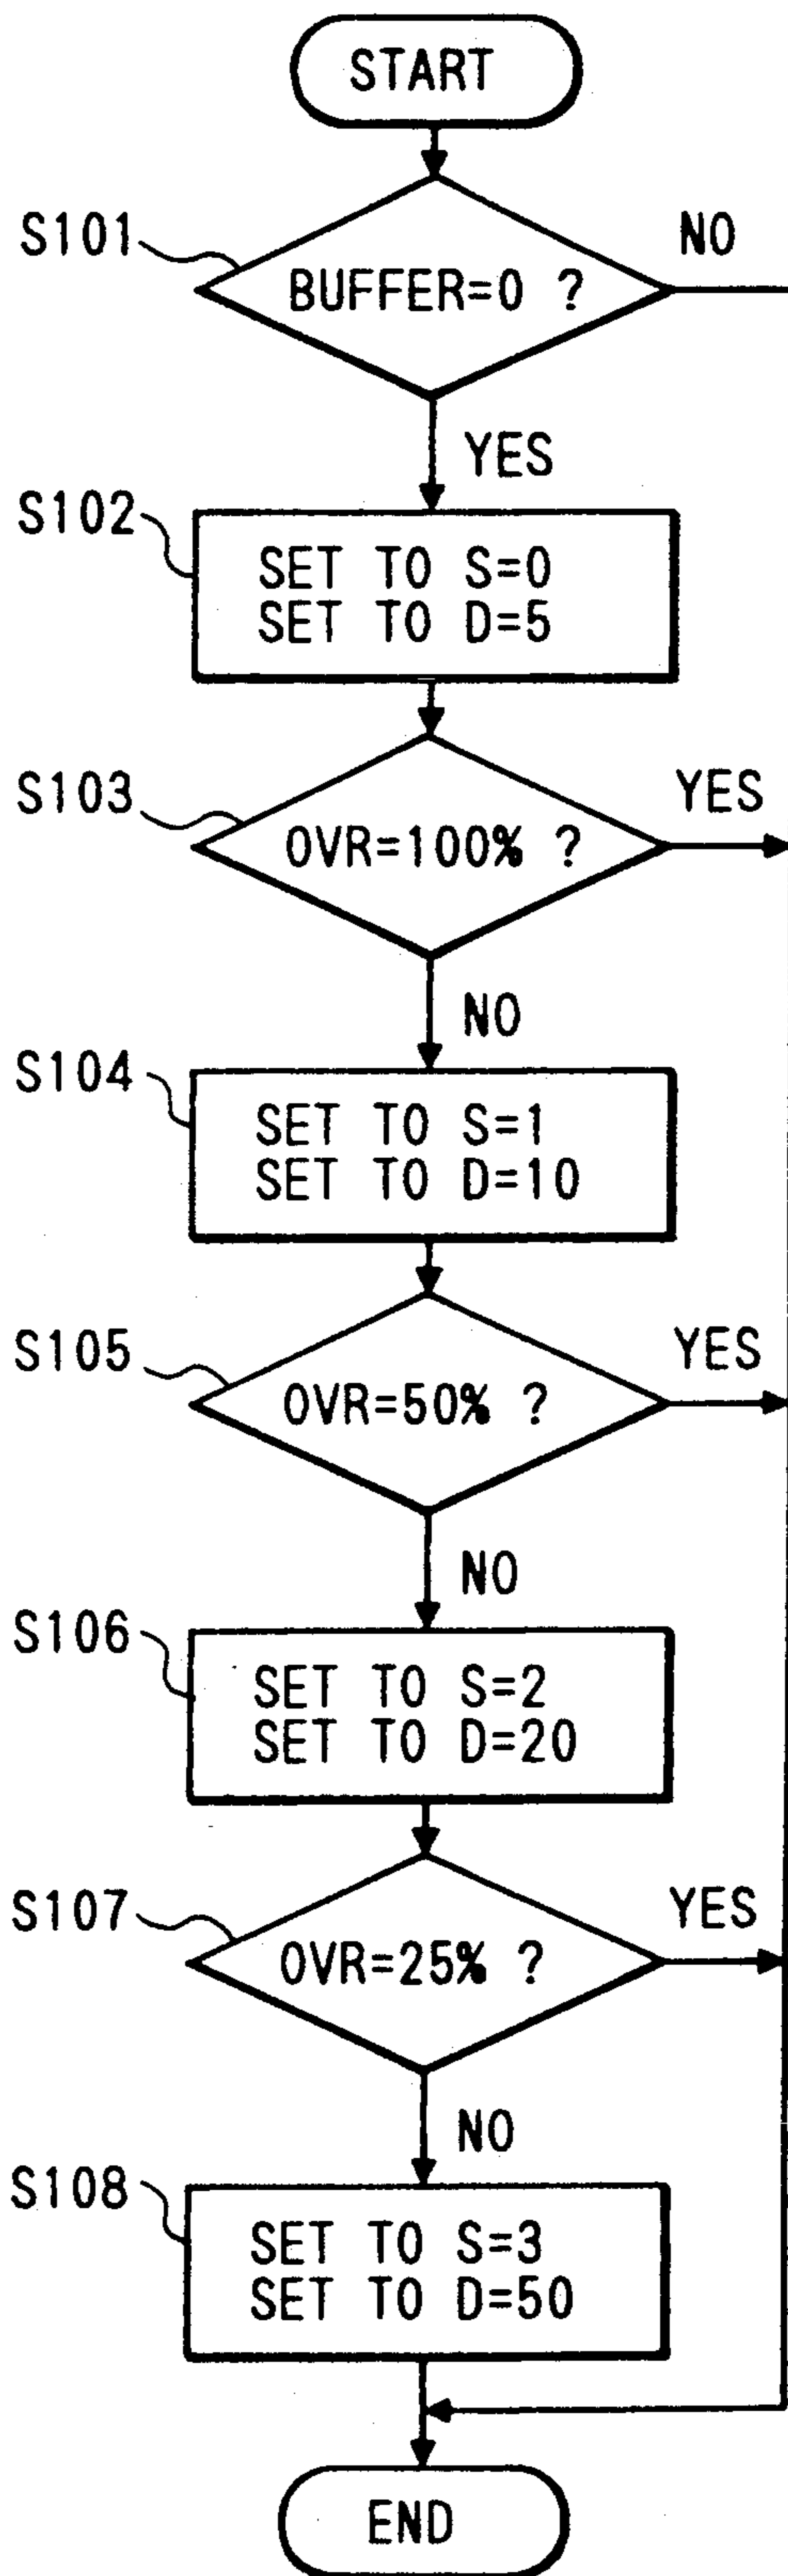 START
S101
BUFFER=0 ?
NO
YES
S102
SET TO S=0
SET TO D=5
S103
OVR=100% ?
YES
NO
S104
SET TO S=1
SET TO D=10
S105
OVR=50% ?
YES
NO
S106
SET TO S=2
SET TO D=20
S107
OVR=25% ?
YES
NO
S108
SET TO S=3
SET TO D=50
END